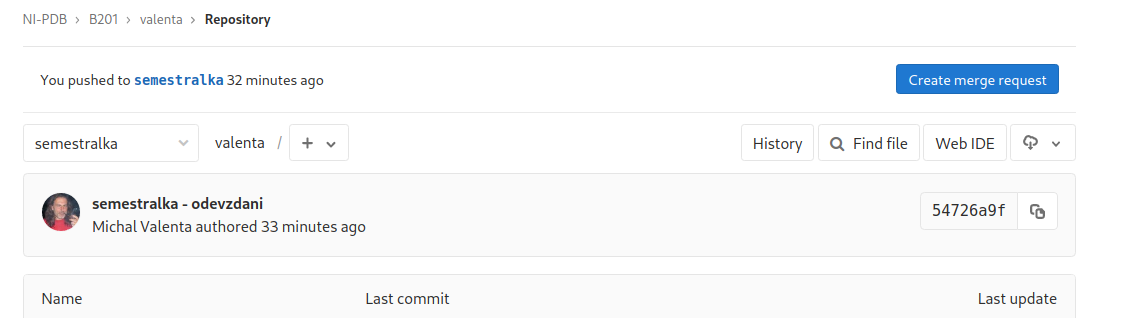 NI-PDB › B201 › valenta › Repository
You pushed to semestralka 32 minutes ago Create merge request
semestralka valenta / + History Find file Web IDE
semestralka - odevzdani
Michal Valenta authored 33 minutes ago 54726a9f
Name Last commit Last update